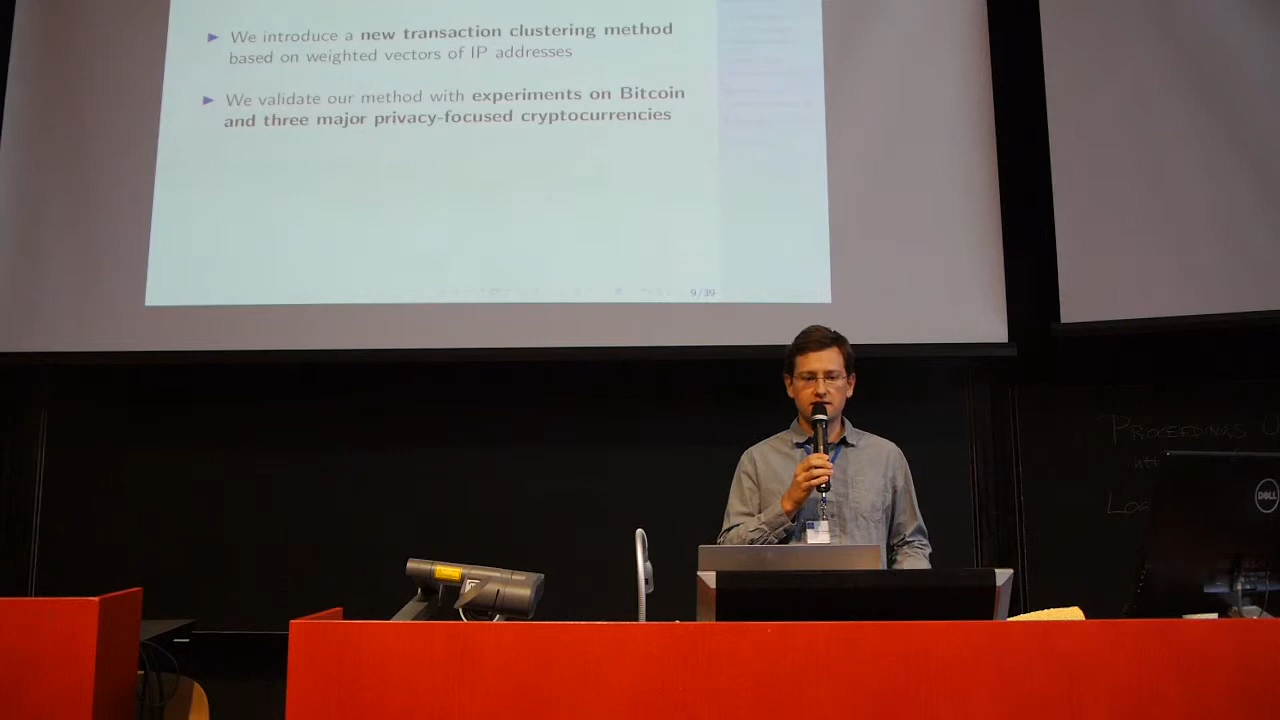 ▶ We introduce a new transaction clustering method
based on weighted vectors of IP addresses
▶ We validate our method with experiments on Bitcoin
and three major privacy-focused cryptocurrencies
9/39
PROCEEDINGS
DELL